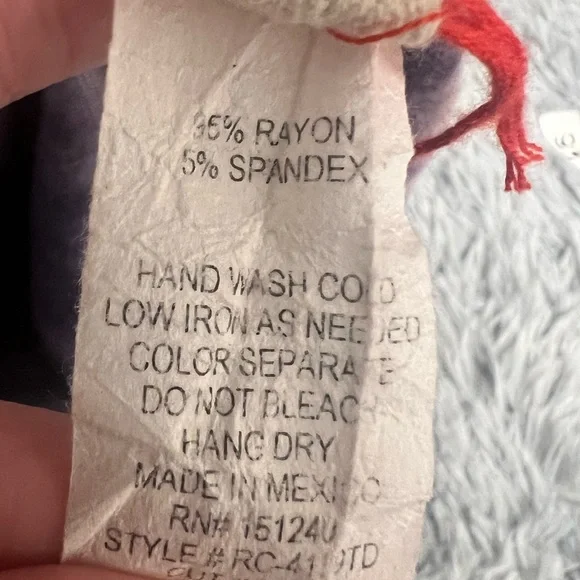 95% RAYON
5% SPANDEX
HAND WASH COLD
LOW IRON AS NEEDED
COLOR SEPARATE
DO NOT BLEACH
HANG DRY
MADE IN MEXICO
RN#
STYLE #